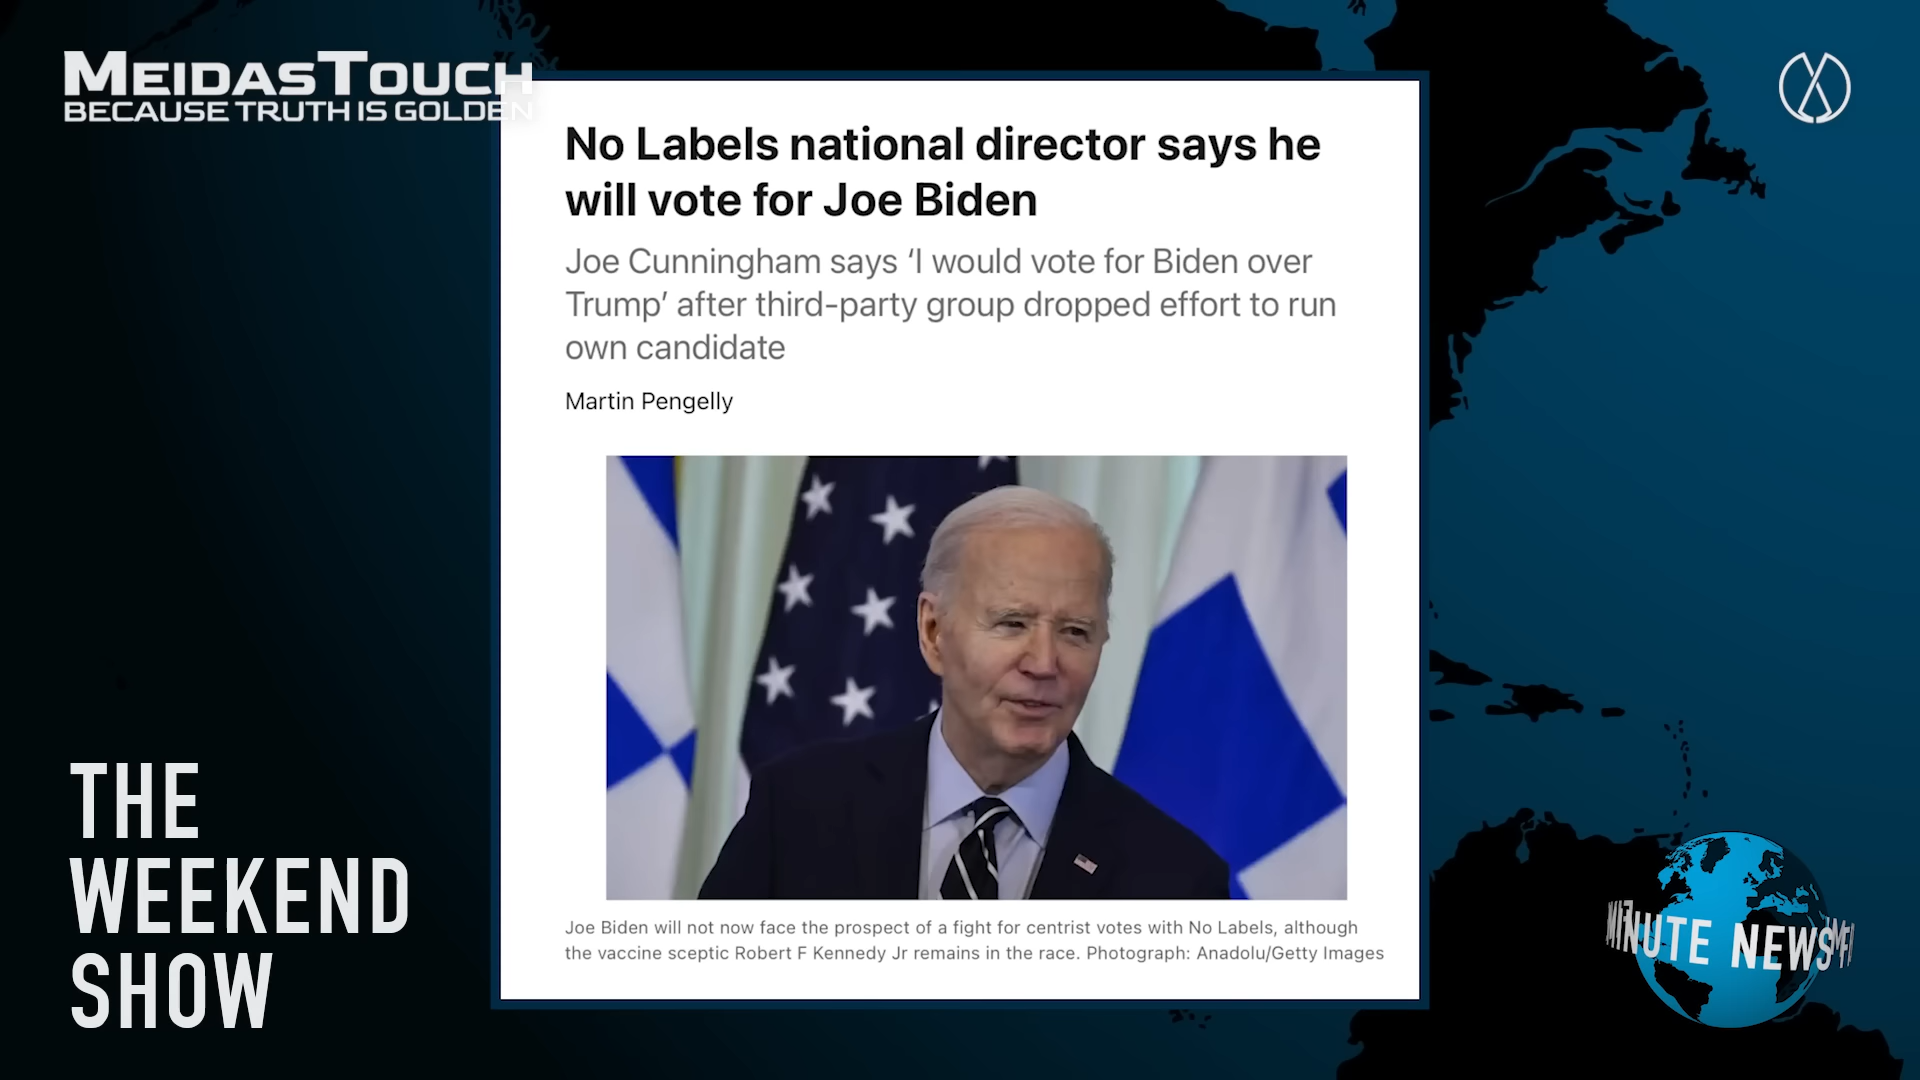 MEIDASTOUCH
BECAUSE TRUTH IS GOLDEN
No Labels national director says he
will vote for Joe Biden
Joe Cunningham says ‘I would vote for Biden over
Trump’ after third-party group dropped effort to run
own candidate
Martin Pengelly
Joe Biden will not now face the prospect of a fight for centrist votes with No Labels, although
the vaccine sceptic Robert F Kennedy Jr remains in the race. Photograph: Anadolu/Getty Images
THE
WEEKEND
SHOW
MINUTE NEWS